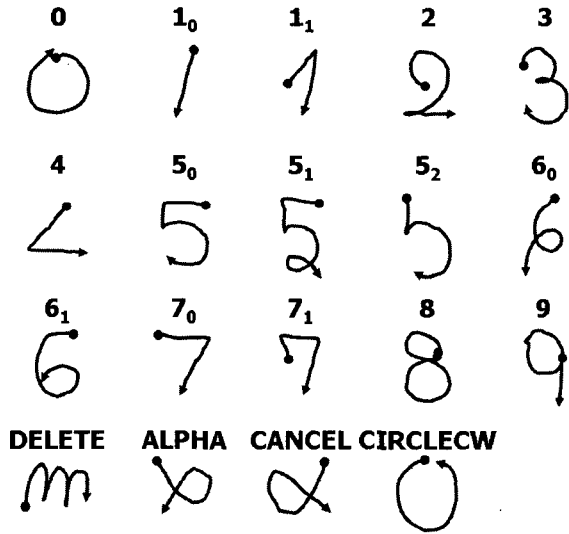 0 1₀ 1₁ 2 3
4 5₀ 5₁ 5₂ 6₀
6₁ 7₀ 7₁ 8 9
DELETE ALPHA CANCEL CIRCLECW